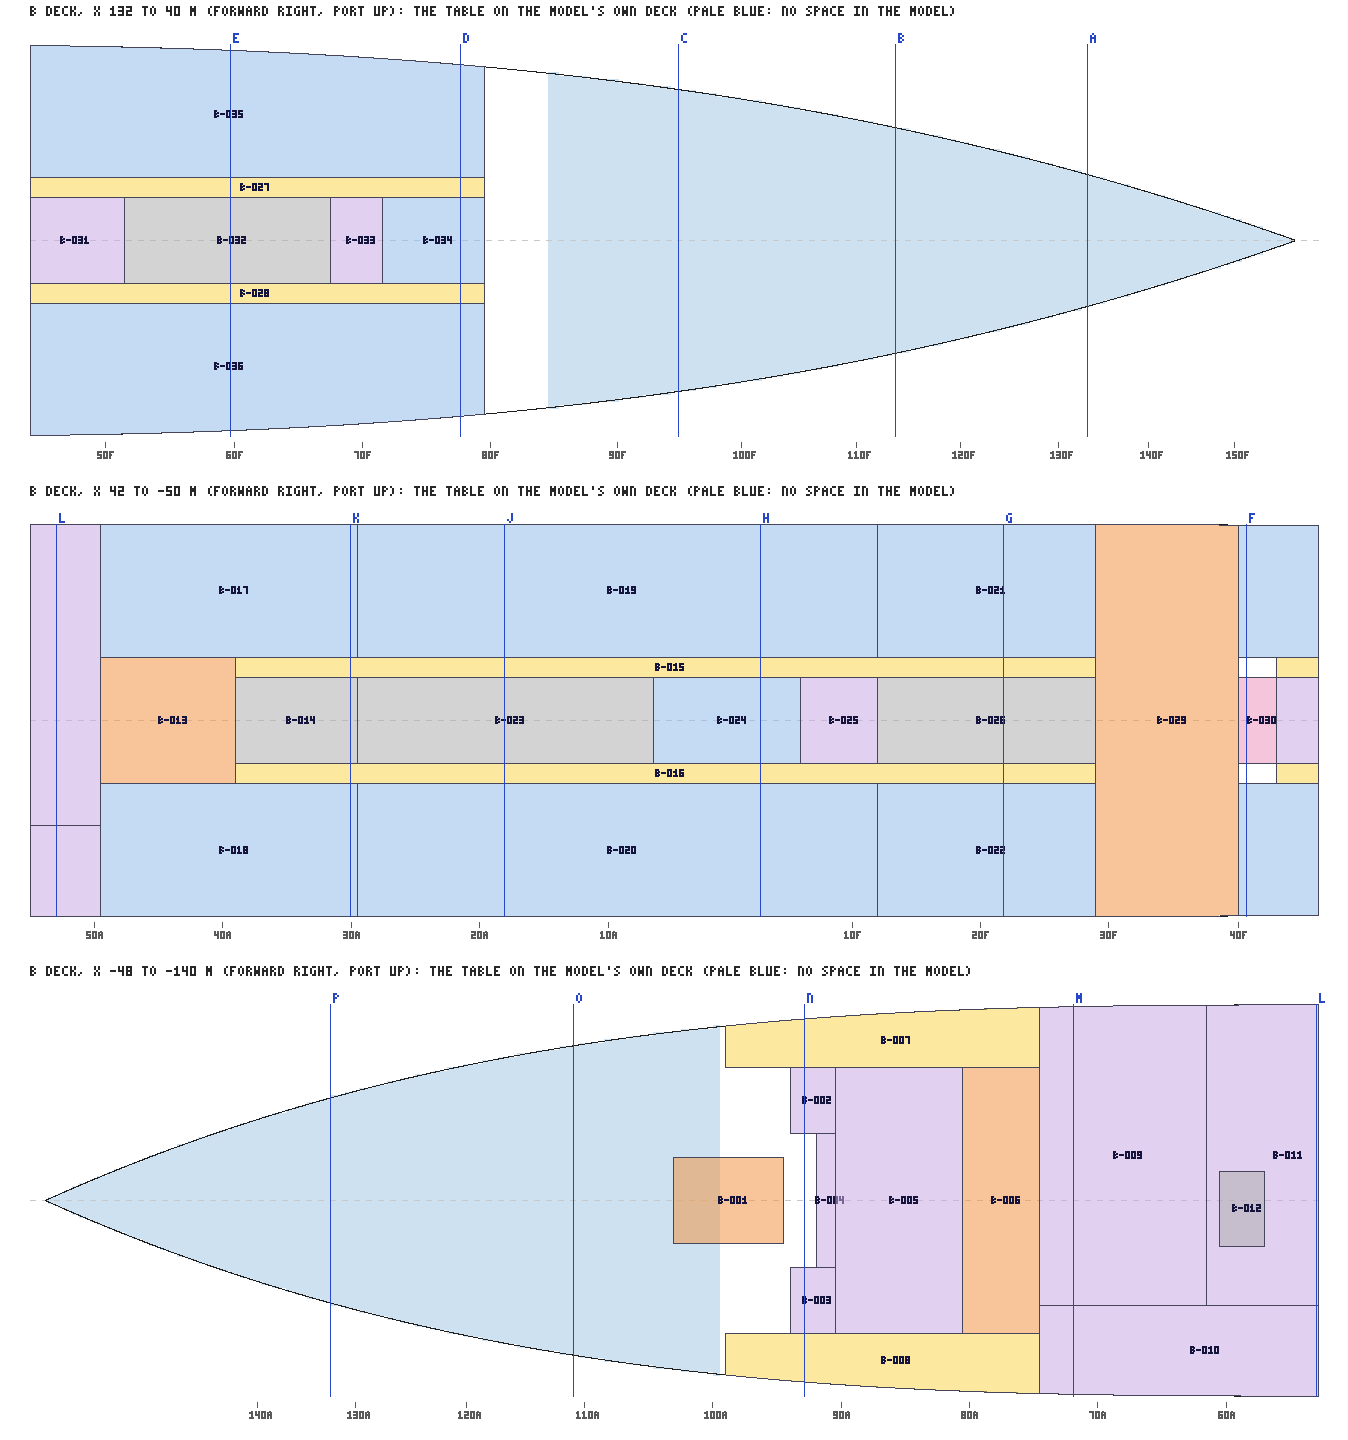 B DECK, X 132 TO 40 M (FORWARD RIGHT, PORT UP): THE TABLE ON THE MODEL'S OWN DECK (PALE BLUE: NO SPACE IN THE MODEL)
E D C B A
B-035
B-027
B-031 B-032 B-033 B-034
B-028
B-036
50F 60F 70F 80F 90F 100F 110F 120F 130F 140F 150F
B DECK, X 42 TO -50 M (FORWARD RIGHT, PORT UP): THE TABLE ON THE MODEL'S OWN DECK (PALE BLUE: NO SPACE IN THE MODEL)
L K J H G F
B-017 B-019 B-021
B-015
B-013 B-014 B-023 B-024 B-025 B-026 B-029 B-030
B-016
B-018 B-020 B-022
50A 40A 30A 20A 10A 10F 20F 30F 40F
B DECK, X -48 TO -140 M (FORWARD RIGHT, PORT UP): THE TABLE ON THE MODEL'S OWN DECK (PALE BLUE: NO SPACE IN THE MODEL)
P O N M L
B-007
B-002
B-009 B-011
B-001 B-004 B-005 B-006 B-012
B-003
B-008 B-010
140A 130A 120A 110A 100A 90A 80A 70A 60A